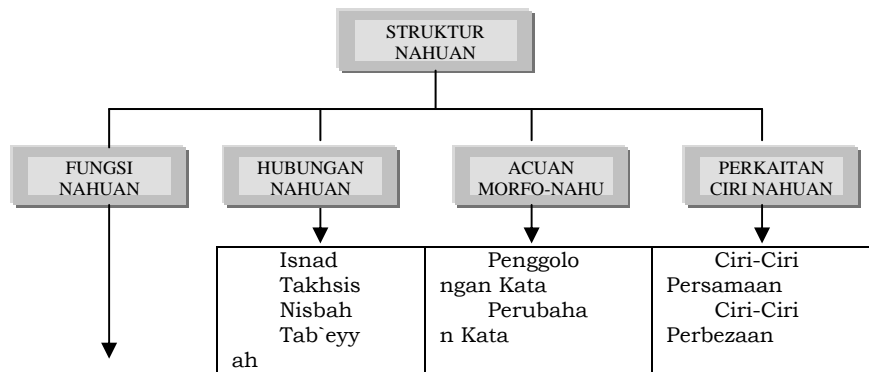 STRUKTUR
NAHUAN
FUNGSI
NAHUAN
HUBUNGAN
NAHUAN
ACUAN
MORFO-NAHU
PERKAITAN
CIRI NAHUAN
Isnad
Takhsis
Nisbah
Tab`eyy
ah
Penggolo
ngan Kata
Perubaha
n Kata
Ciri-Ciri
Persamaan
Ciri-Ciri
Perbezaan